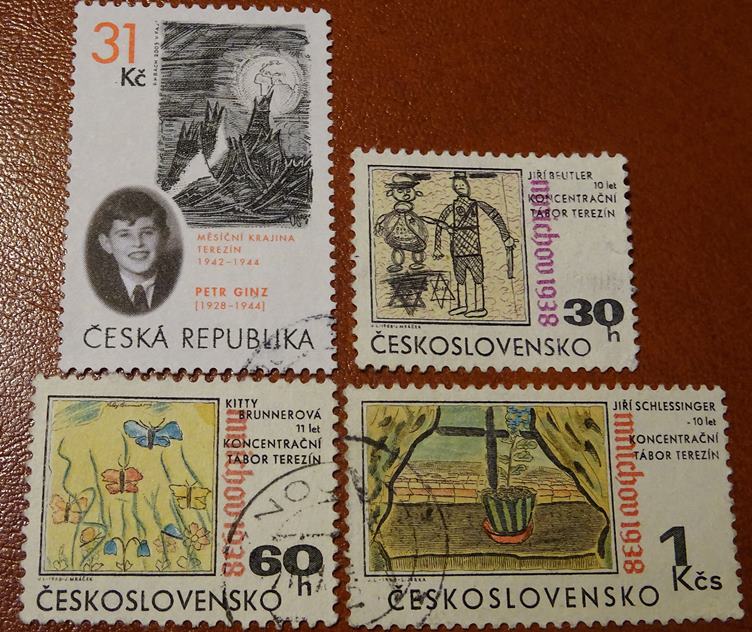 31
Kč
MĚSÍČNÍ KRAJINA
TEREZÍN
1942–1944
PETR GINZ
[1928–1944]
ČESKÁ REPUBLIKA
JIŘÍ BEUTLER
10 let
KONCENTRAČNÍ
TÁBOR TEREZÍN
mnichov 1938
30
h
ČESKOSLOVENSKO
KITTY
BRUNNEROVÁ
11 let
KONCENTRAČNÍ
TÁBOR TEREZÍN
mnichov 1938
60
h
ČESKOSLOVENSKO
JIŘÍ SCHLESSINGER
- 10 let
KONCENTRAČNÍ
TÁBOR TEREZÍN
mnichov 1938
1
Kčs
ČESKOSLOVENSKO